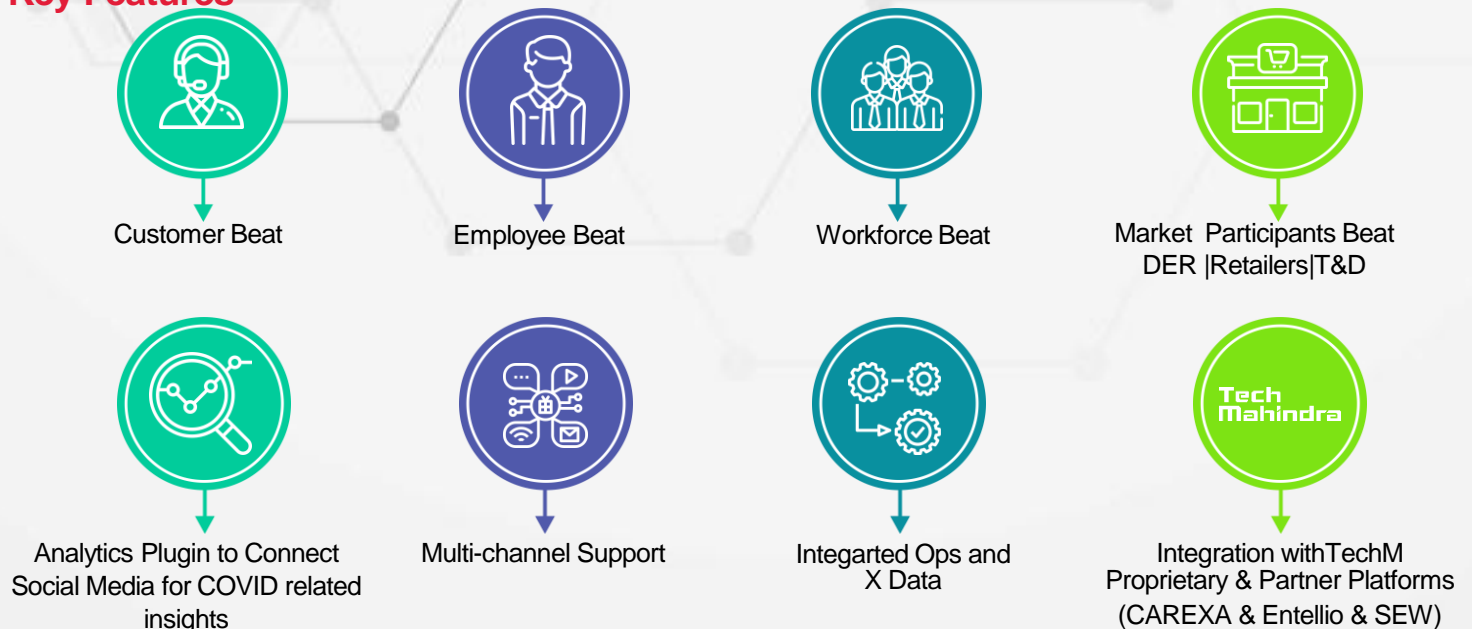 Key Features
Customer Beat
Employee Beat
Workforce Beat
Market Participants Beat
DER |Retailers|T&D
Tech
Mahindra
Analytics Plugin to Connect
Social Media for COVID related
insights
Multi-channel Support
Integarted Ops and
X Data
Integration withTechM
Proprietary & Partner Platforms
(CAREXA & Entellio & SEW)